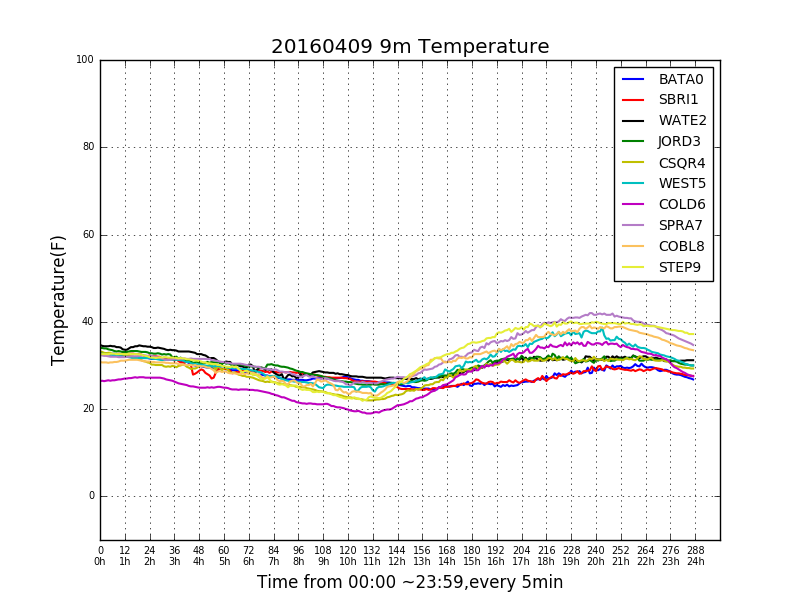 20160409 9m Temperature
100
80
60
40
20
0
Temperature(F)
BATA0
SBRI1
WATE2
JORD3
CSQR4
WEST5
COLD6
SPRA7
COBL8
STEP9
0 12 24 36 48 60 72 84 96 108 120 132 144 156 168 180 192 204 216 228 240 252 264 276 288
0h 1h 2h 3h 4h 5h 6h 7h 8h 9h 10h 11h 12h 13h 14h 15h 16h 17h 18h 19h 20h 21h 22h 23h 24h
Time from 00:00 ~23:59,every 5min